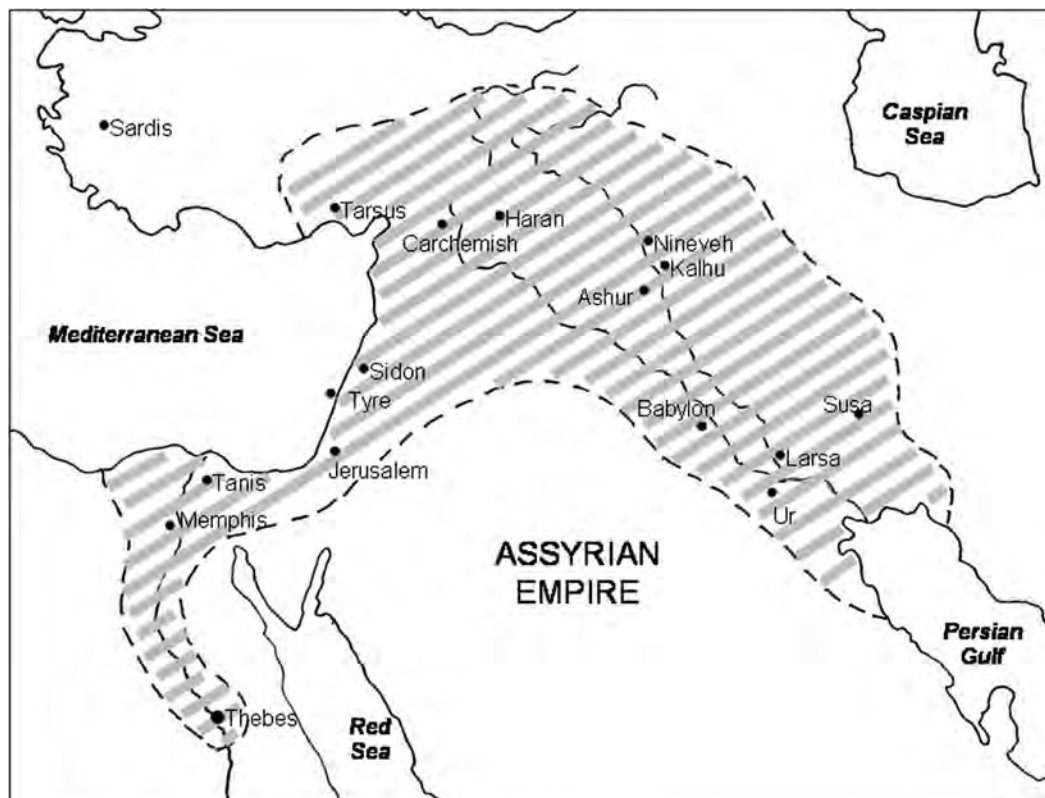 Caspian
Sea
Sardis
Tarsus
Haran
Carchemish
Nineveh
Kalhu
Ashur
Mediterranean Sea
Sidon
Tyre
Babylon
Susa
Jerusalem
Larsa
Tanis
Ur
Memphis
ASSYRIAN
EMPIRE
Persian
Gulf
Thebes
Red
Sea